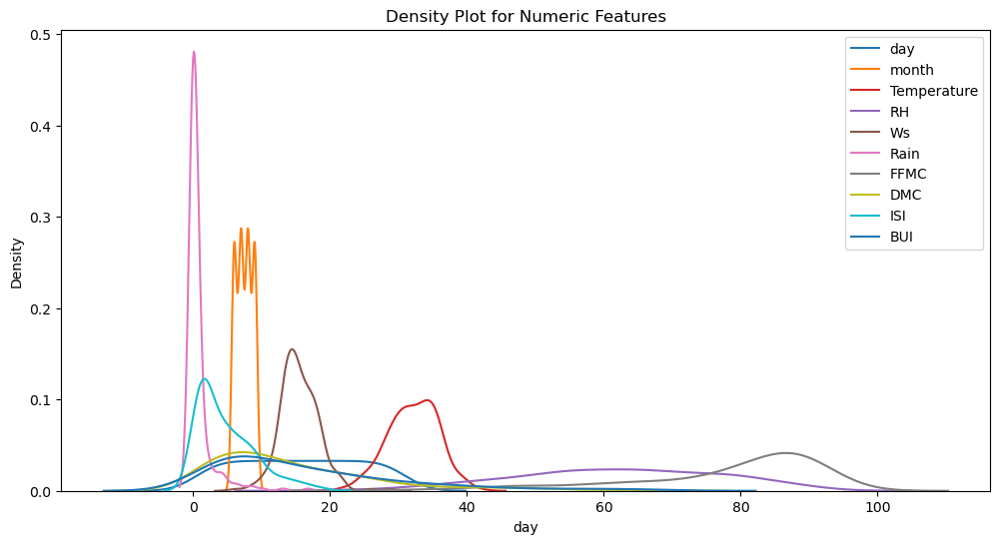 Density Plot for Numeric Features
0.5
0.4
0.3
0.2
0.1
0.0
Density
0
20
40
60
80
100
day
day
month
Temperature
RH
Ws
Rain
FFMC
DMC
ISI
BUI